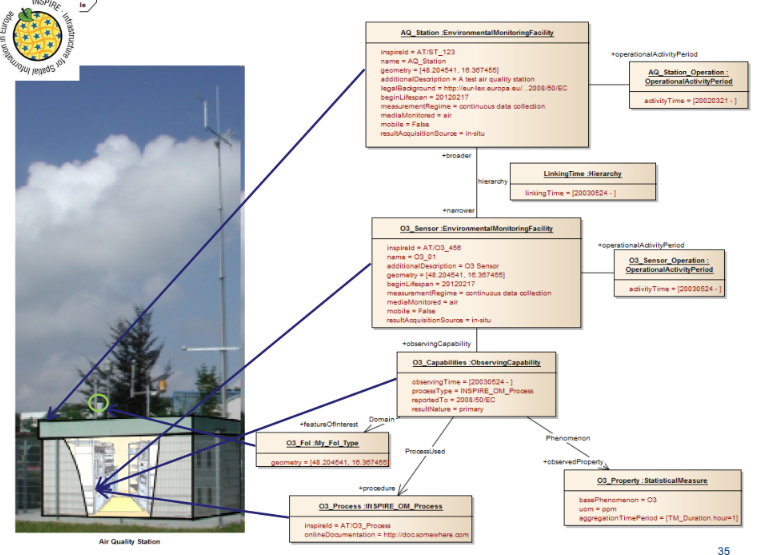 INSPIRE - Infrastructure for Spatial Information in Europe
le
AQ_Station :EnvironmentalMonitoringFacility
inspireId = AT/ST_123
name = AQ_Station
geometry = [48.204541, 16.367455]
additionalDescription = A test air quality station
legalBackground = http://eur-lex.europa.eu/...2008/50/EC
beginLifespan = 20120217
measurementRegime = continuous data collection
mediaMonitored = air
mobile = False
resultAcquisitionSource = in-situ
+operationalActivityPeriod
AQ_Station_Operation :
OperationalActivityPeriod
activityTime = [20020321 - ]
+broader
hierarchy
LinkingTime :Hierarchy
linkingTime = [20030524 - ]
+narrower
O3_Sensor :EnvironmentalMonitoringFacility
inspireId = AT/O3_456
name = O3_01
additionalDescription = O3 Sensor
geometry = [48.204541, 16.367455]
beginLifespan = 20120217
measurementRegime = continuous data collection
mediaMonitored = air
mobile = False
resultAcquisitionSource = in-situ
+operationalActivityPeriod
O3_Sensor_Operation :
OperationalActivityPeriod
activityTime = [20030524 - ]
+observingCapability
O3_Capabilities :ObservingCapability
observingTime = [20030524 - ]
processType = INSPIRE_OM_Process
reportedTo = 2008/50/EC
resultNature = primary
+featureOfInterest
Domain
O3_FoI :My_FoI_Type
geometry = [48.204541, 16.367455]
ProcessUsed
+procedure
O3_Process :INSPIRE_OM_Process
inspireId = AT/O3_Process
onlineDocumentation = http://doc.somewhere.com
Phenomenon
+observedProperty
O3_Property :StatisticalMeasure
basePhenomenon = O3
uom = ppm
aggregationTimePeriod = [TM_Duration.hour=1]
Air Quality Station
35